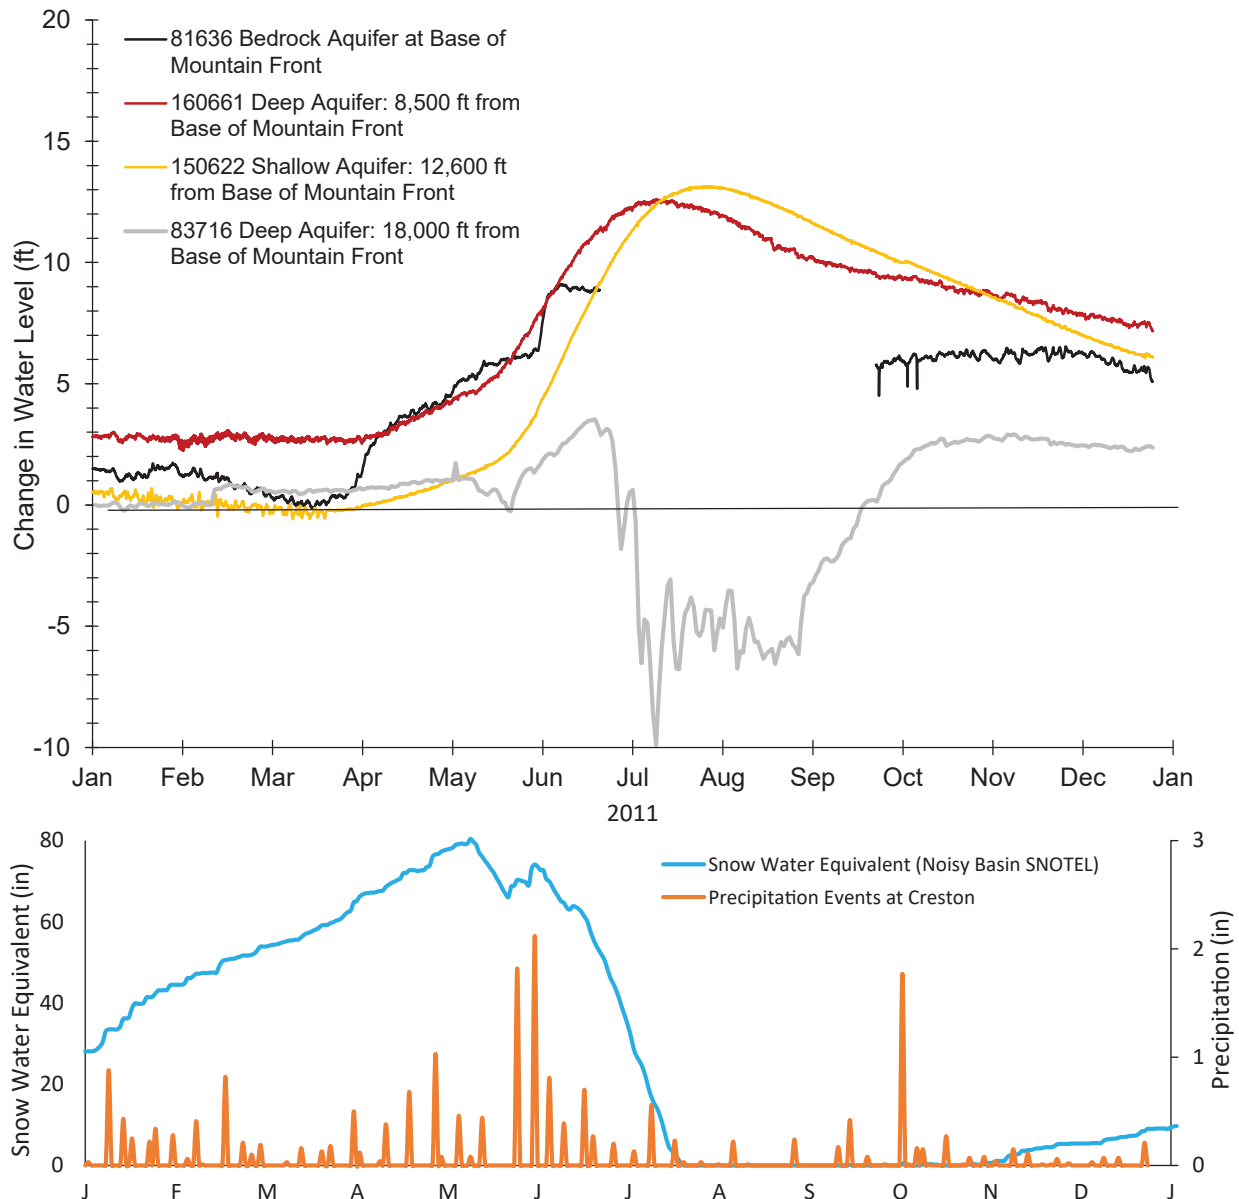 20
15
10
5
0
-5
-10
Change in Water Level (ft)
81636 Bedrock Aquifer at Base of
Mountain Front
160661 Deep Aquifer: 8,500 ft from
Base of Mountain Front
150622 Shallow Aquifer: 12,600 ft
from Base of Mountain Front
83716 Deep Aquifer: 18,000 ft from
Base of Mountain Front
Jan Feb Mar Apr May Jun Jul Aug Sep Oct Nov Dec Jan
2011
80
60
40
20
0
Snow Water Equivalent (in)
Snow Water Equivalent (Noisy Basin SNOTEL)
Precipitation Events at Creston
3
2
1
0
Precipitation (in)
J F M A M J J A S O N D J